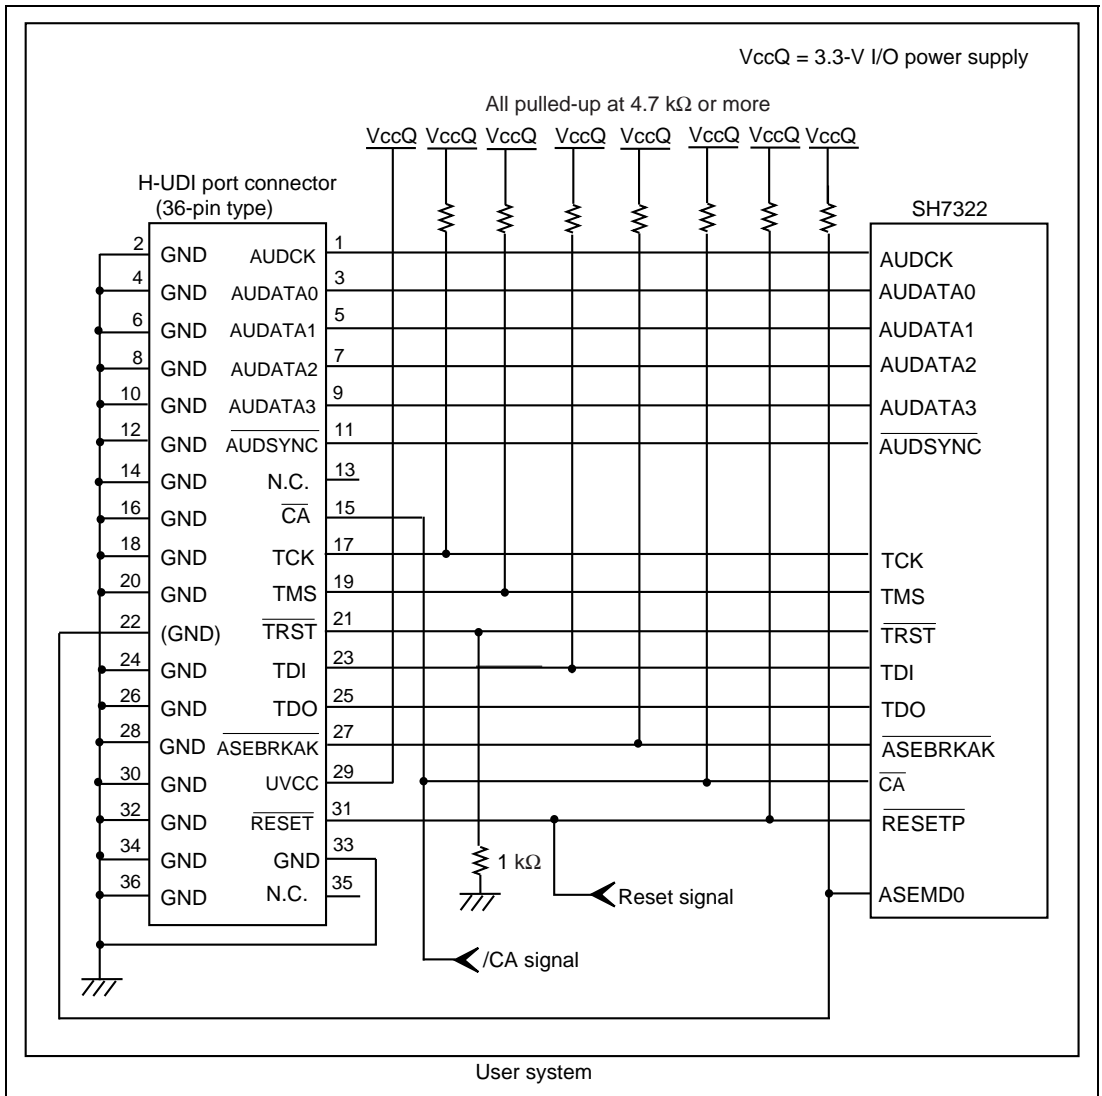 VccQ = 3.3-V I/O power supply
All pulled-up at 4.7 kΩ or more
VccQ VccQ VccQ VccQ VccQ VccQ VccQ VccQ
H-UDI port connector
(36-pin type)
SH7322
2 GND AUDCK 1 AUDCK
4 GND AUDATA0 3 AUDATA0
6 GND AUDATA1 5 AUDATA1
8 GND AUDATA2 7 AUDATA2
10 GND AUDATA3 9 AUDATA3
12 GND AUDSYNC 11 AUDSYNC
14 GND N.C. 13
16 GND CA 15
18 GND TCK 17 TCK
20 GND TMS 19 TMS
22 (GND) TRST 21 TRST
24 GND TDI 23 TDI
26 GND TDO 25 TDO
28 GND ASEBRKAK 27 ASEBRKAK
30 GND UVCC 29 CA
32 GND RESET 31 RESETP
34 GND GND 33 1 kΩ
36 GND N.C. 35 Reset signal ASEMD0
/CA signal
User system